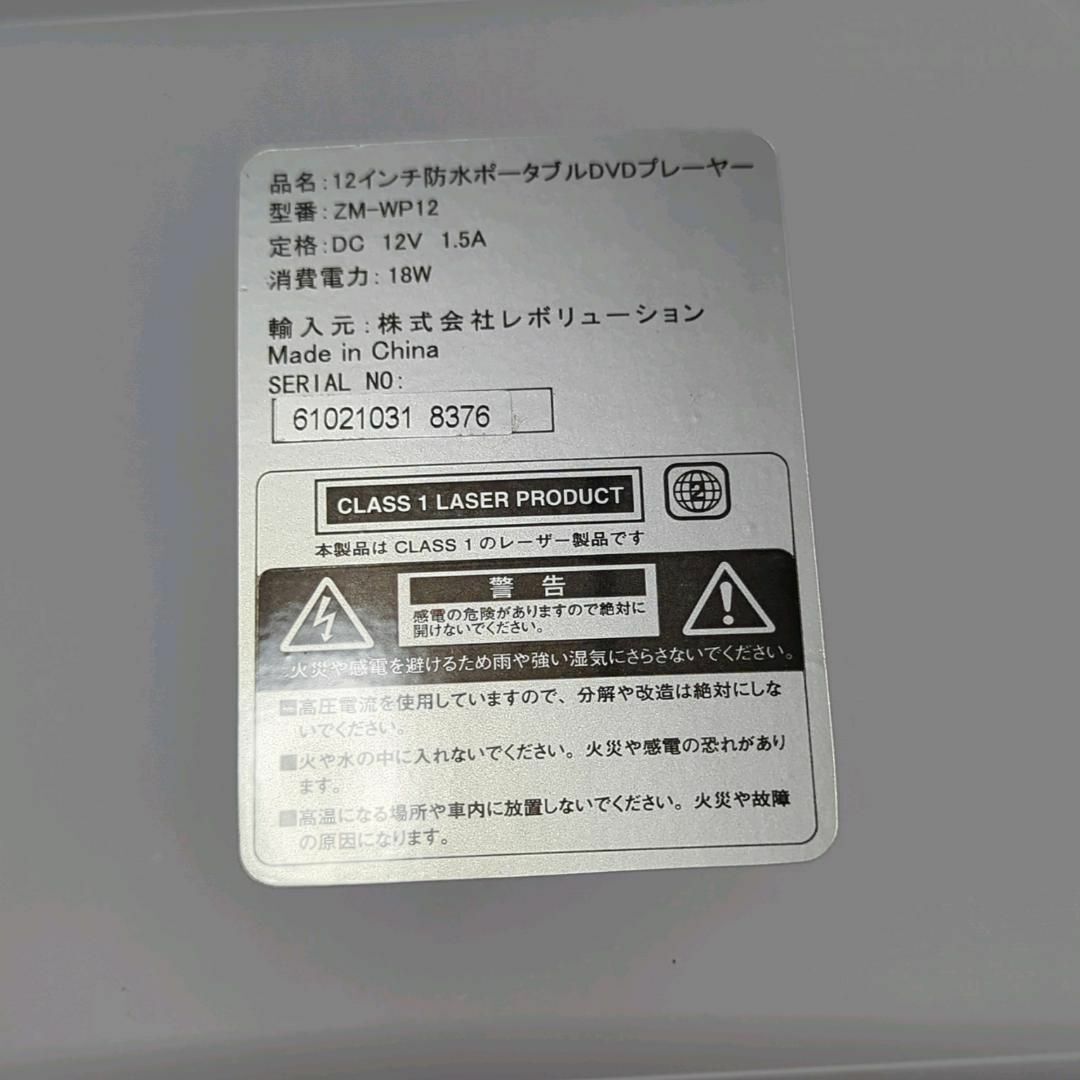 品名:12インチ防水ポータブルDVDプレーヤー
型番:ZM-WP12
定格:DC 12V 1.5A
消費電力:18W
輸入元:株式会社レボリューション
Made in China
SERIAL NO:
61021031 8376
CLASS 1 LASER PRODUCT
2
本製品は CLASS 1 のレーザー製品です
警告
感電の危険がありますので絶対に
開けないでください。
火災や感電を避けるため雨や強い湿気にさらさないでください。
■高圧電流を使用していますので、分解や改造は絶対にしな
いでください。
■火や水の中に入れないでください。火災や感電の恐れがあり
ます。
■高温になる場所や車内に放置しないでください。火災や故障
の原因になります。